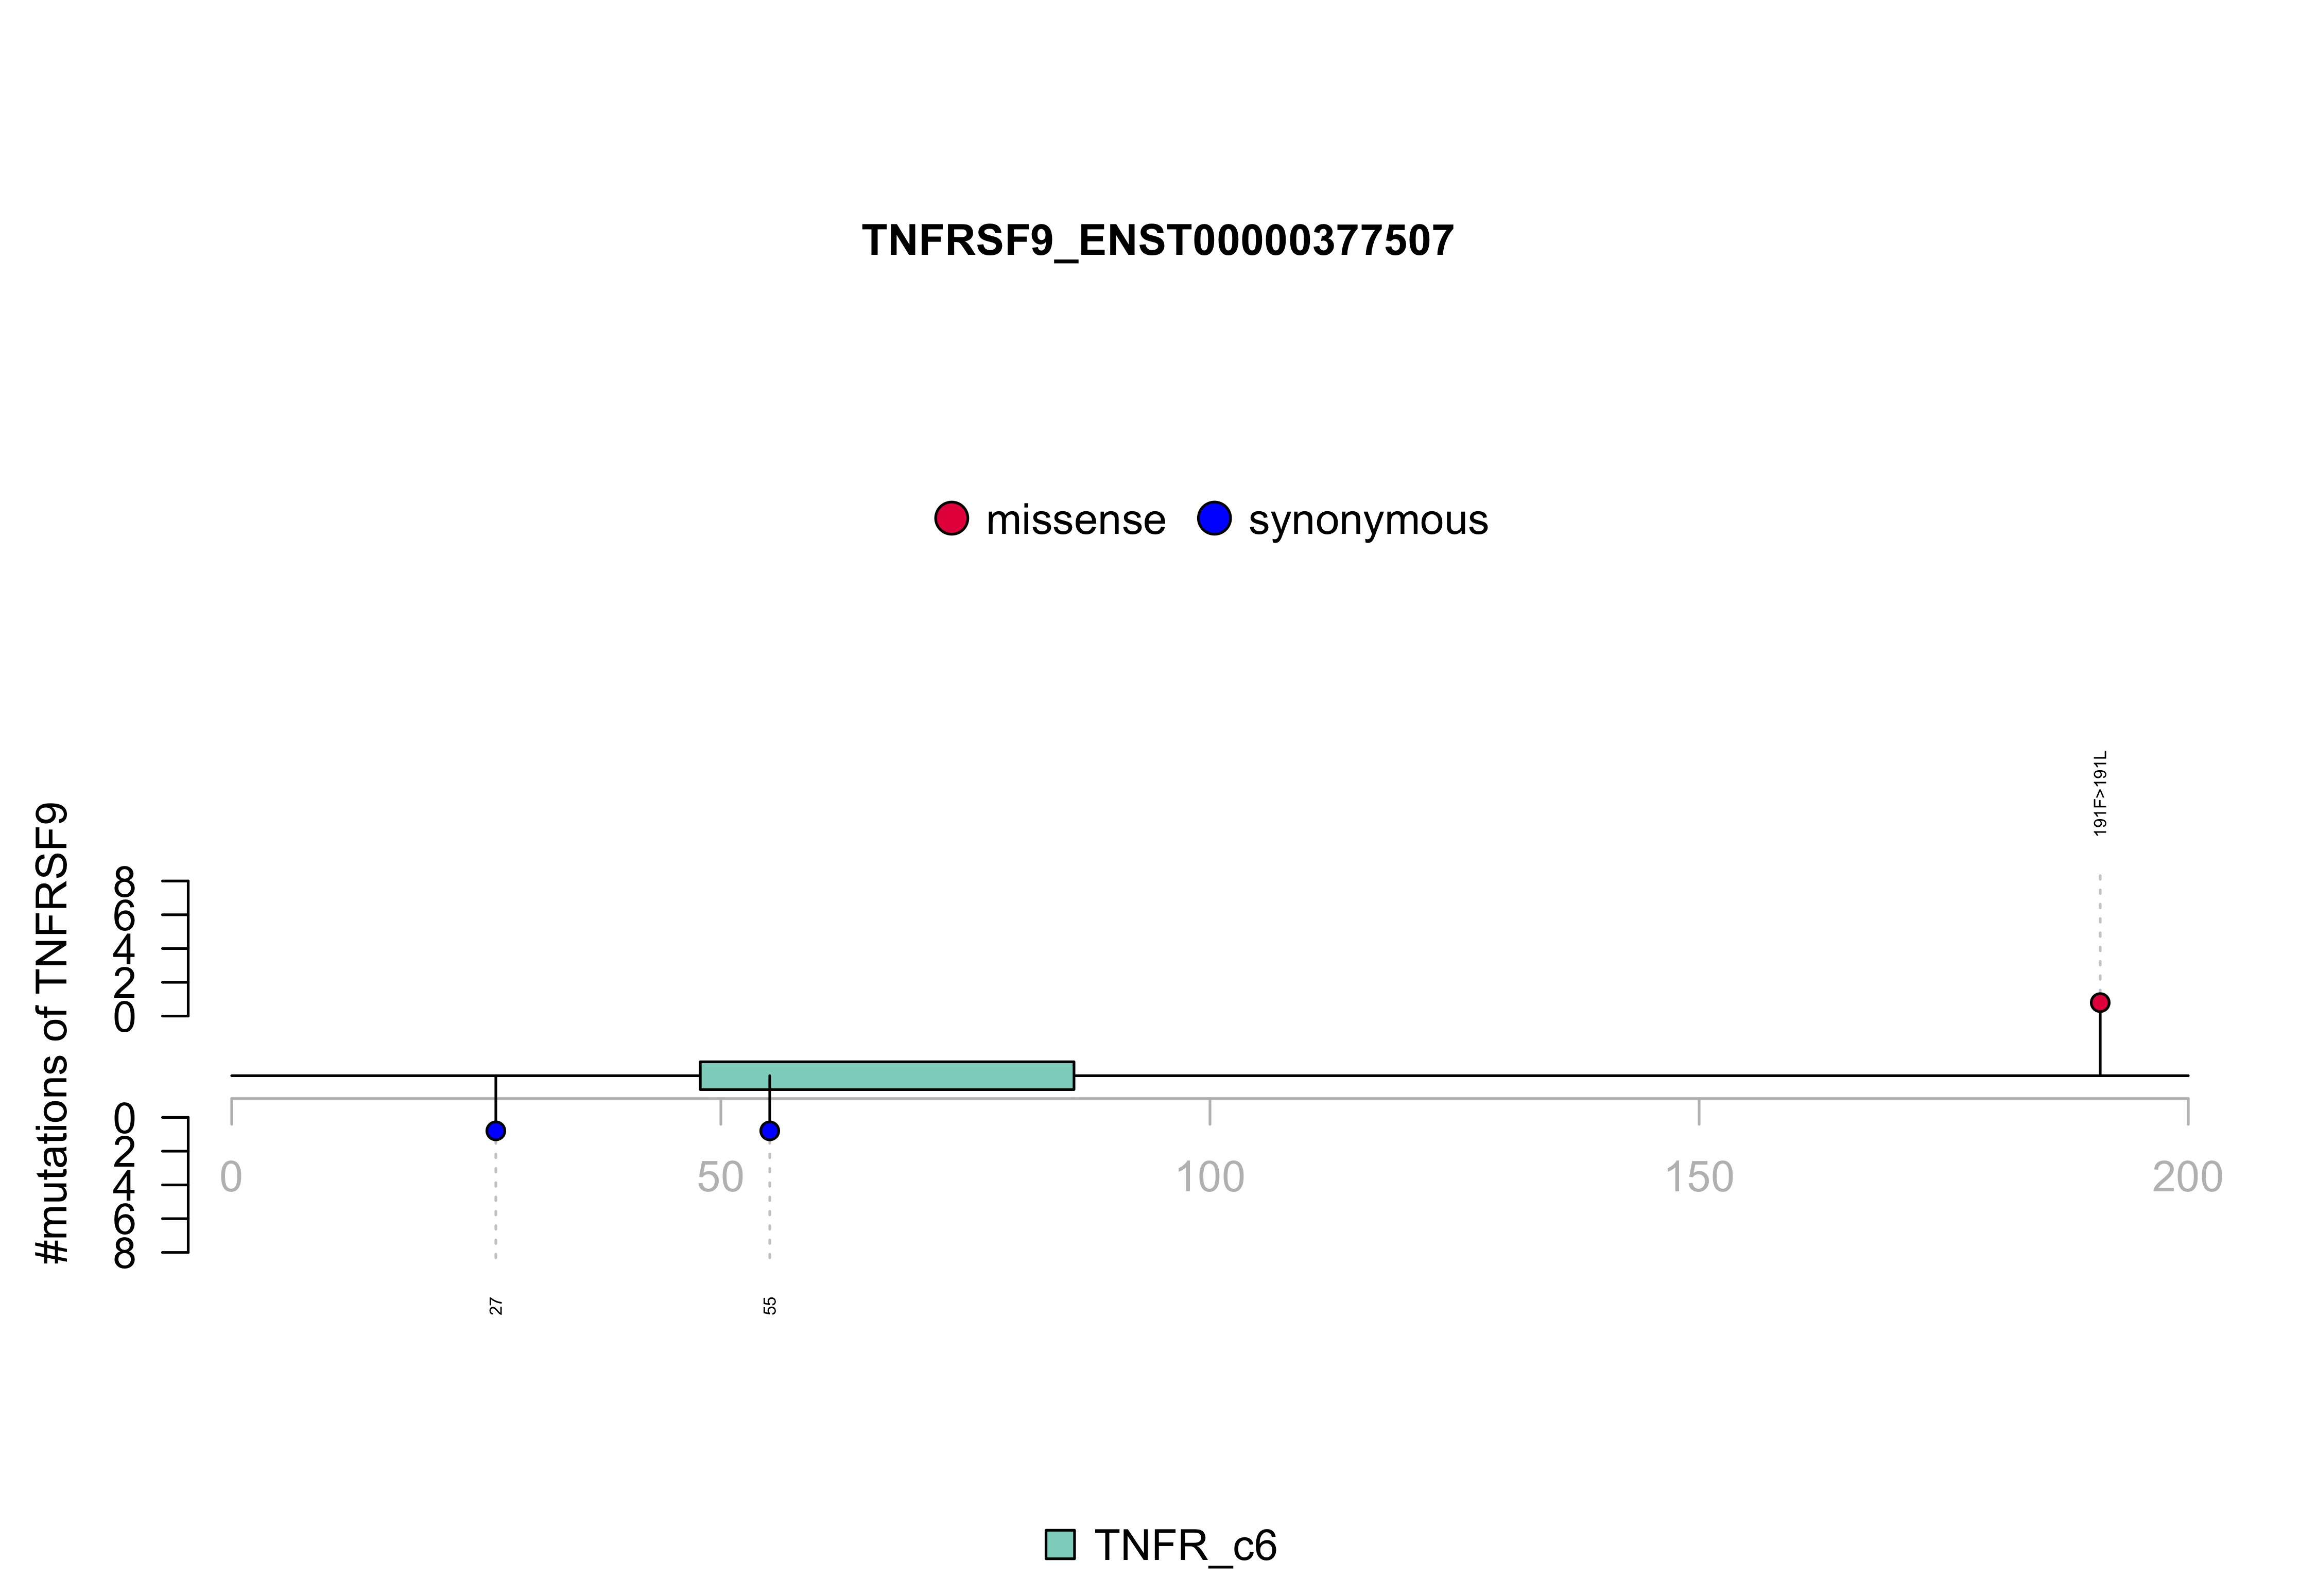 TNFRSF9_ENST00000377507
missense synonymous
191F>191L
#mutations of TNFRSF9
8
6
4
2
0
0
2
4
6
8
0 50 100 150 200
27 55
TNFR_c6